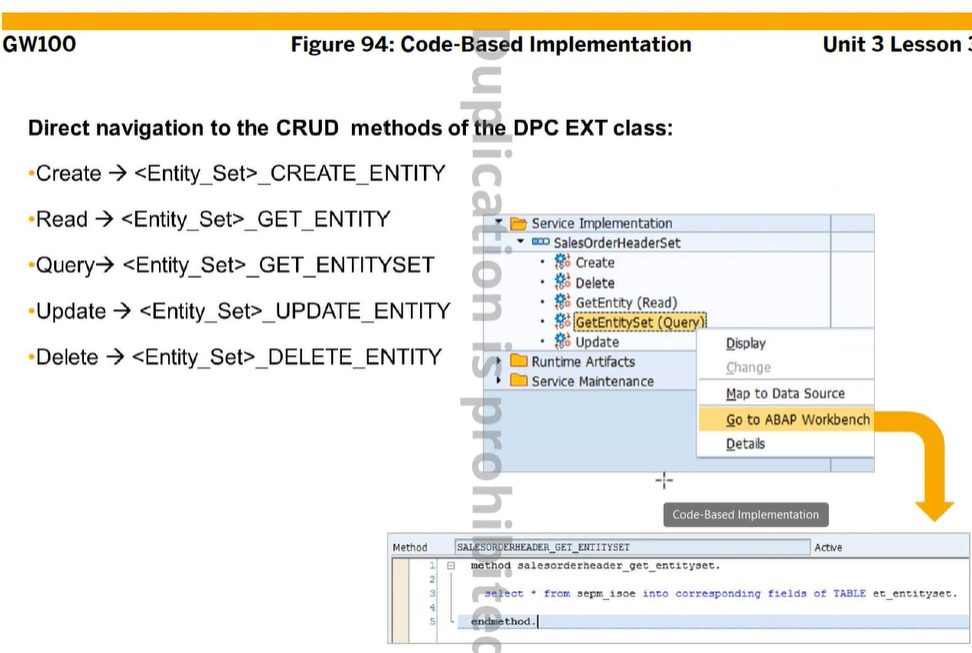 GW100 Figure 94: Code-Based Implementation Unit 3 Lesson
Direct navigation to the CRUD methods of the DPC EXT class:
•Create → <Entity_Set>_CREATE_ENTITY
•Read → <Entity_Set>_GET_ENTITY
•Query→ <Entity_Set>_GET_ENTITYSET
•Update → <Entity_Set>_UPDATE_ENTITY
•Delete → <Entity_Set>_DELETE_ENTITY
Duplication is prohibited
Service Implementation
SalesOrderHeaderSet
• Create
• Delete
• GetEntity (Read)
• GetEntitySet (Query)
• Update
Runtime Artifacts
Service Maintenance
Display
Change
Map to Data Source
Go to ABAP Workbench
Details
Code-Based Implementation
Method SALESORDERHEADER_GET_ENTITYSET Active
1 method salesorderheader_get_entityset.
2
3 select * from sepm_isoe into corresponding fields of TABLE et_entityset.
4
5 endmethod.